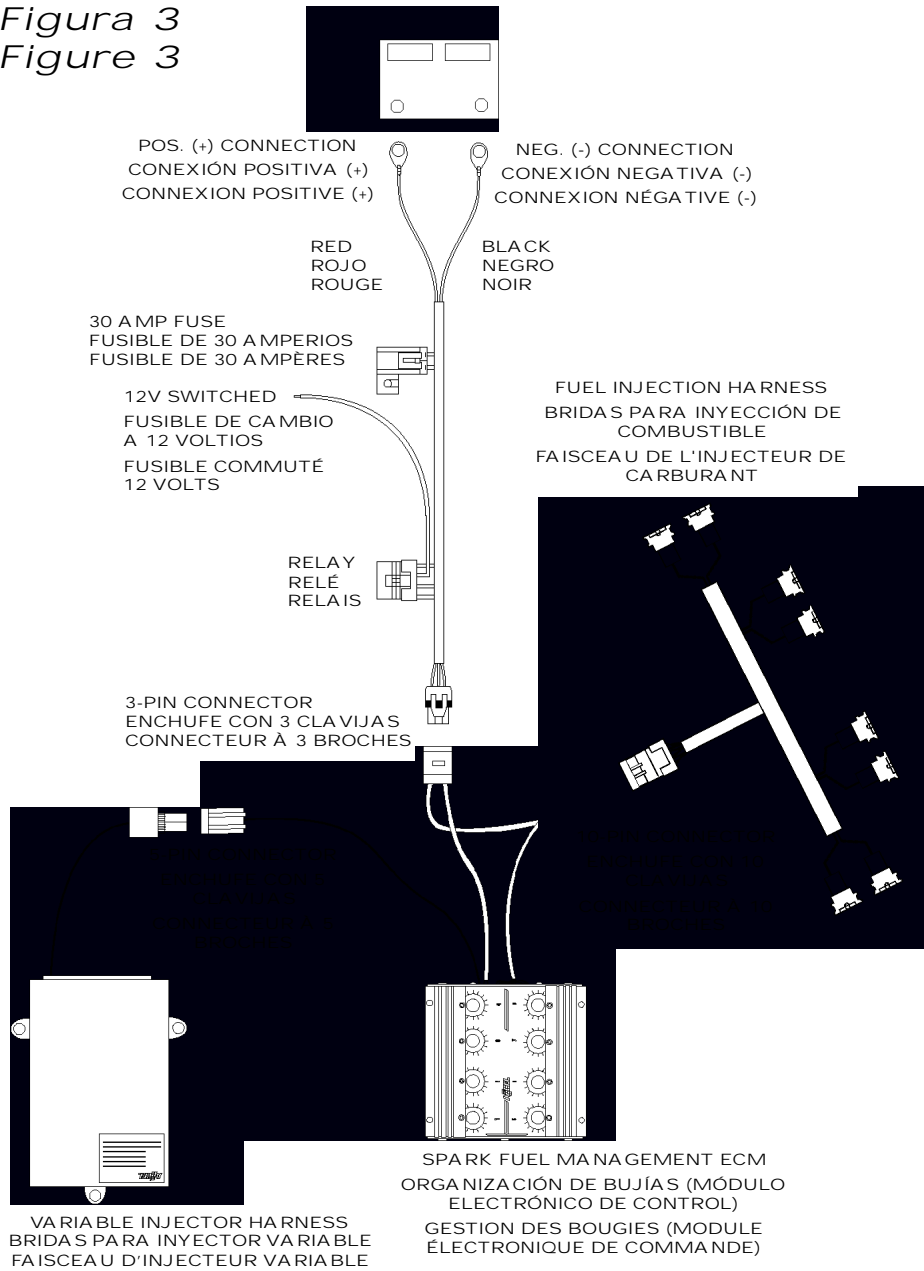 Figura 3
Figure 3
POS. (+) CONNECTION
CONEXIÓN POSITIVA (+)
CONNEXION POSITIVE (+)
NEG. (-) CONNECTION
CONEXIÓN NEGATIVA (-)
CONNEXION NÉGATIVE (-)
RED
ROJO
ROUGE
BLACK
NEGRO
NOIR
30 AMP FUSE
FUSIBLE DE 30 AMPERIOS
FUSIBLE DE 30 AMPÈRES
12V SWITCHED
FUSIBLE DE CAMBIO
A 12 VOLTIOS
FUSIBLE COMMUTÉ
12 VOLTS
FUEL INJECTION HARNESS
BRIDAS PARA INYECCIÓN DE
COMBUSTIBLE
FAISCEAU DE L'INJECTEUR DE
CARBURANT
RELAY
RELÉ
RELAIS
3-PIN CONNECTOR
ENCHUFE CON 3 CLAVIJAS
CONNECTEUR À 3 BROCHES
SPARK FUEL MANAGEMENT ECM
ORGANIZACIÓN DE BUJÍAS (MÓDULO
ELECTRÓNICO DE CONTROL)
GESTION DES BOUGIES (MODULE
ÉLECTRONIQUE DE COMMANDE)
VARIABLE INJECTOR HARNESS
BRIDAS PARA INYECTOR VARIABLE
FAISCEAU D'INJECTEUR VARIABLE